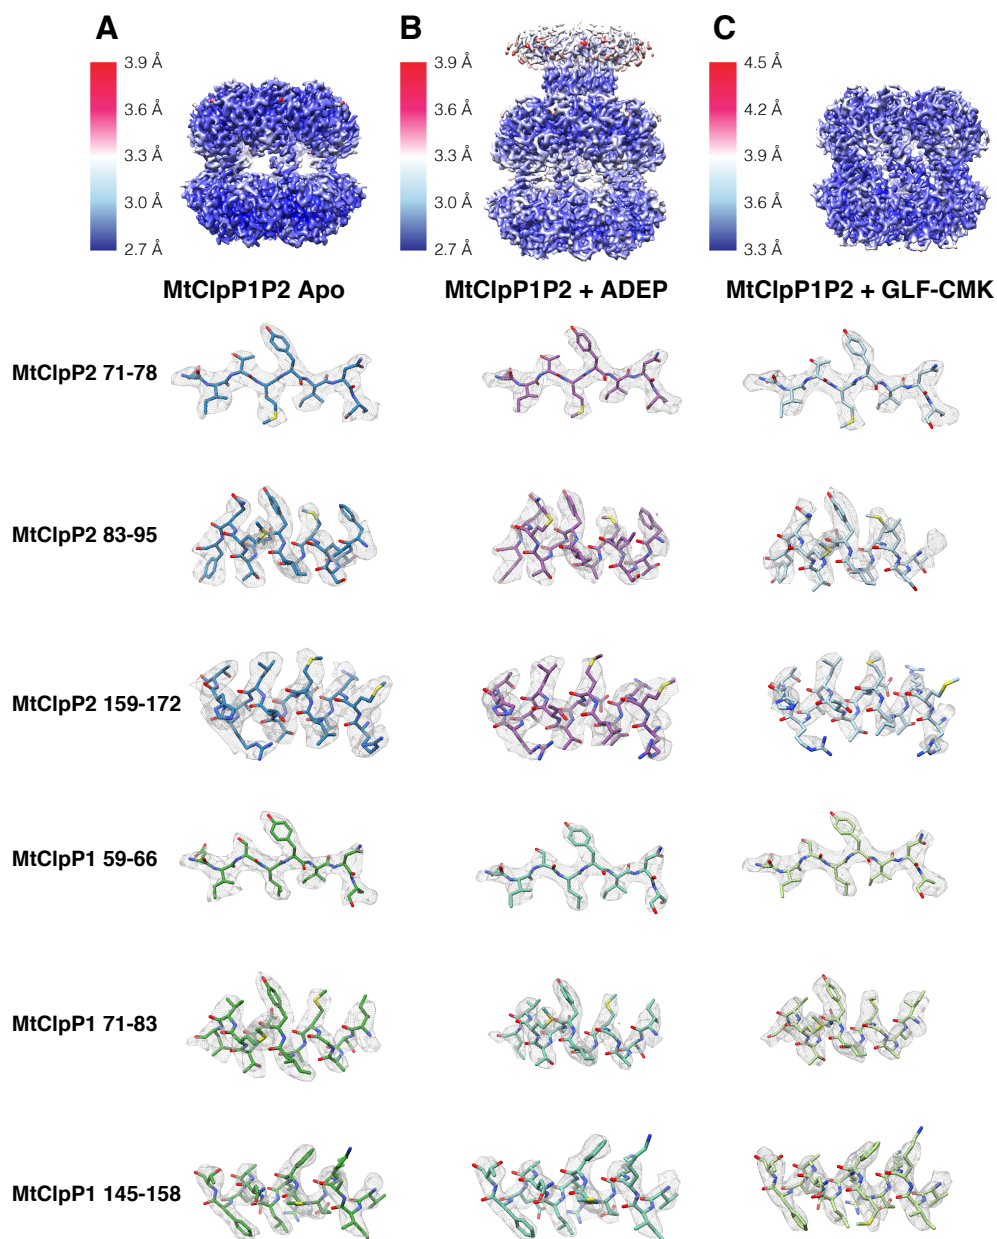 A
B
C
3.9 Å
3.6 Å
3.3 Å
3.0 Å
2.7 Å
3.9 Å
3.6 Å
3.3 Å
3.0 Å
2.7 Å
4.5 Å
4.2 Å
3.9 Å
3.6 Å
3.3 Å
MtClpP1P2 Apo
MtClpP1P2 + ADEP
MtClpP1P2 + GLF-CMK
MtClpP2 71-78
MtClpP2 83-95
MtClpP2 159-172
MtClpP1 59-66
MtClpP1 71-83
MtClpP1 145-158